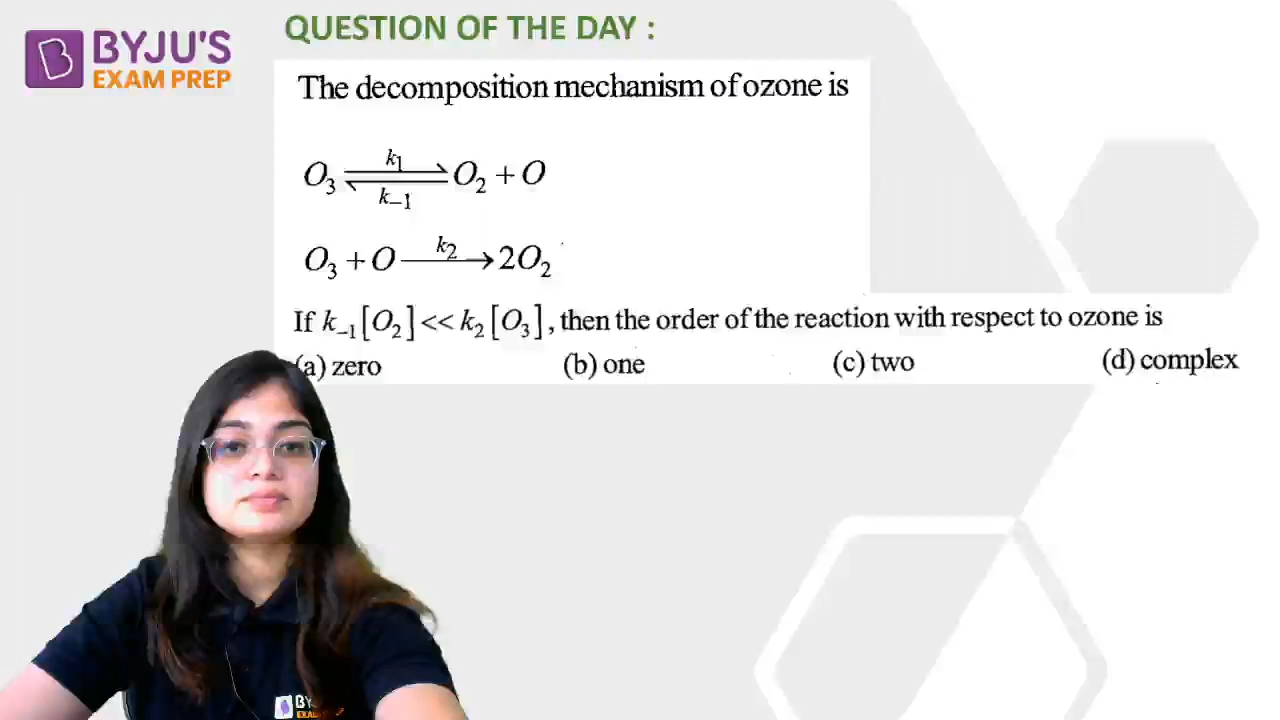 QUESTION OF THE DAY :
BYJU'S
EXAM PREP
The decomposition mechanism of ozone is
O₃ ⇌ O₂ + O
k₁
k₋₁
O₃ + O ⟶ 2O₂
k₂
If k₋₁[O₂] << k₂[O₃], then the order of the reaction with respect to ozone is
(a) zero (b) one (c) two (d) complex